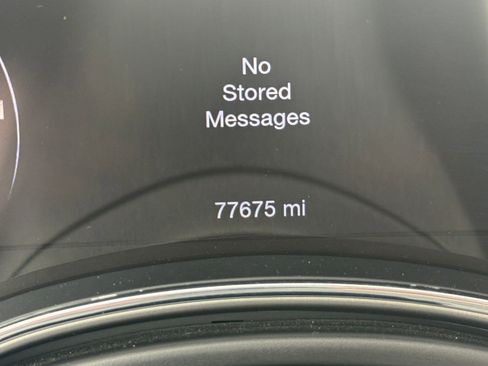 No
Stored
Messages
77675 mi